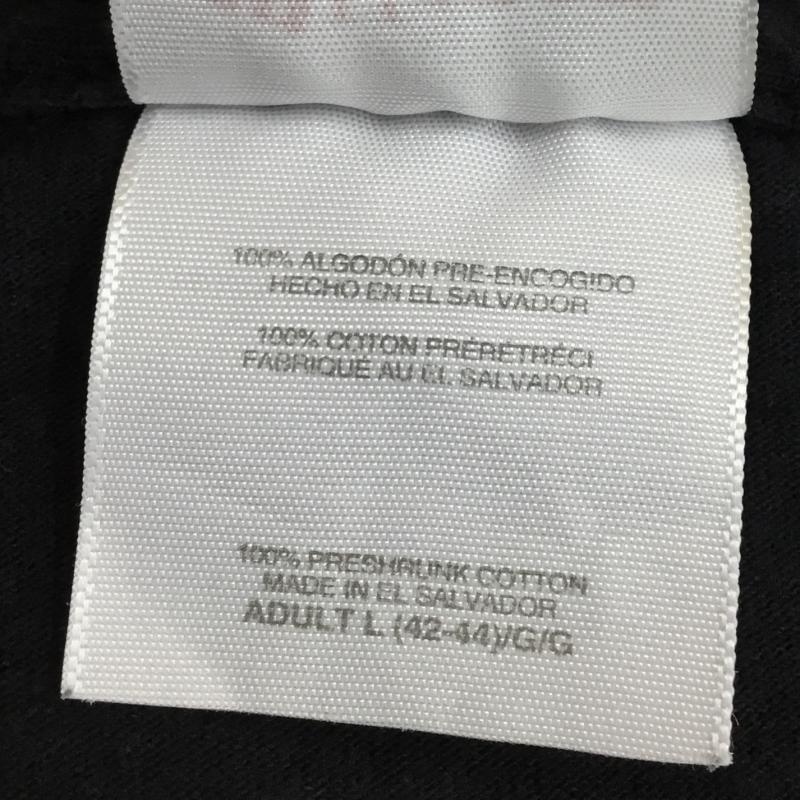 100% ALGODÓN PRE-ENCOGIDO
HECHO EN EL SALVADOR
100% COTON PRÉRÉTRÉCI
FABRIQUÉ AU EL SALVADOR
100% PRESHRUNK COTTON
MADE IN EL SALVADOR
ADULT L (42-44)/G/G